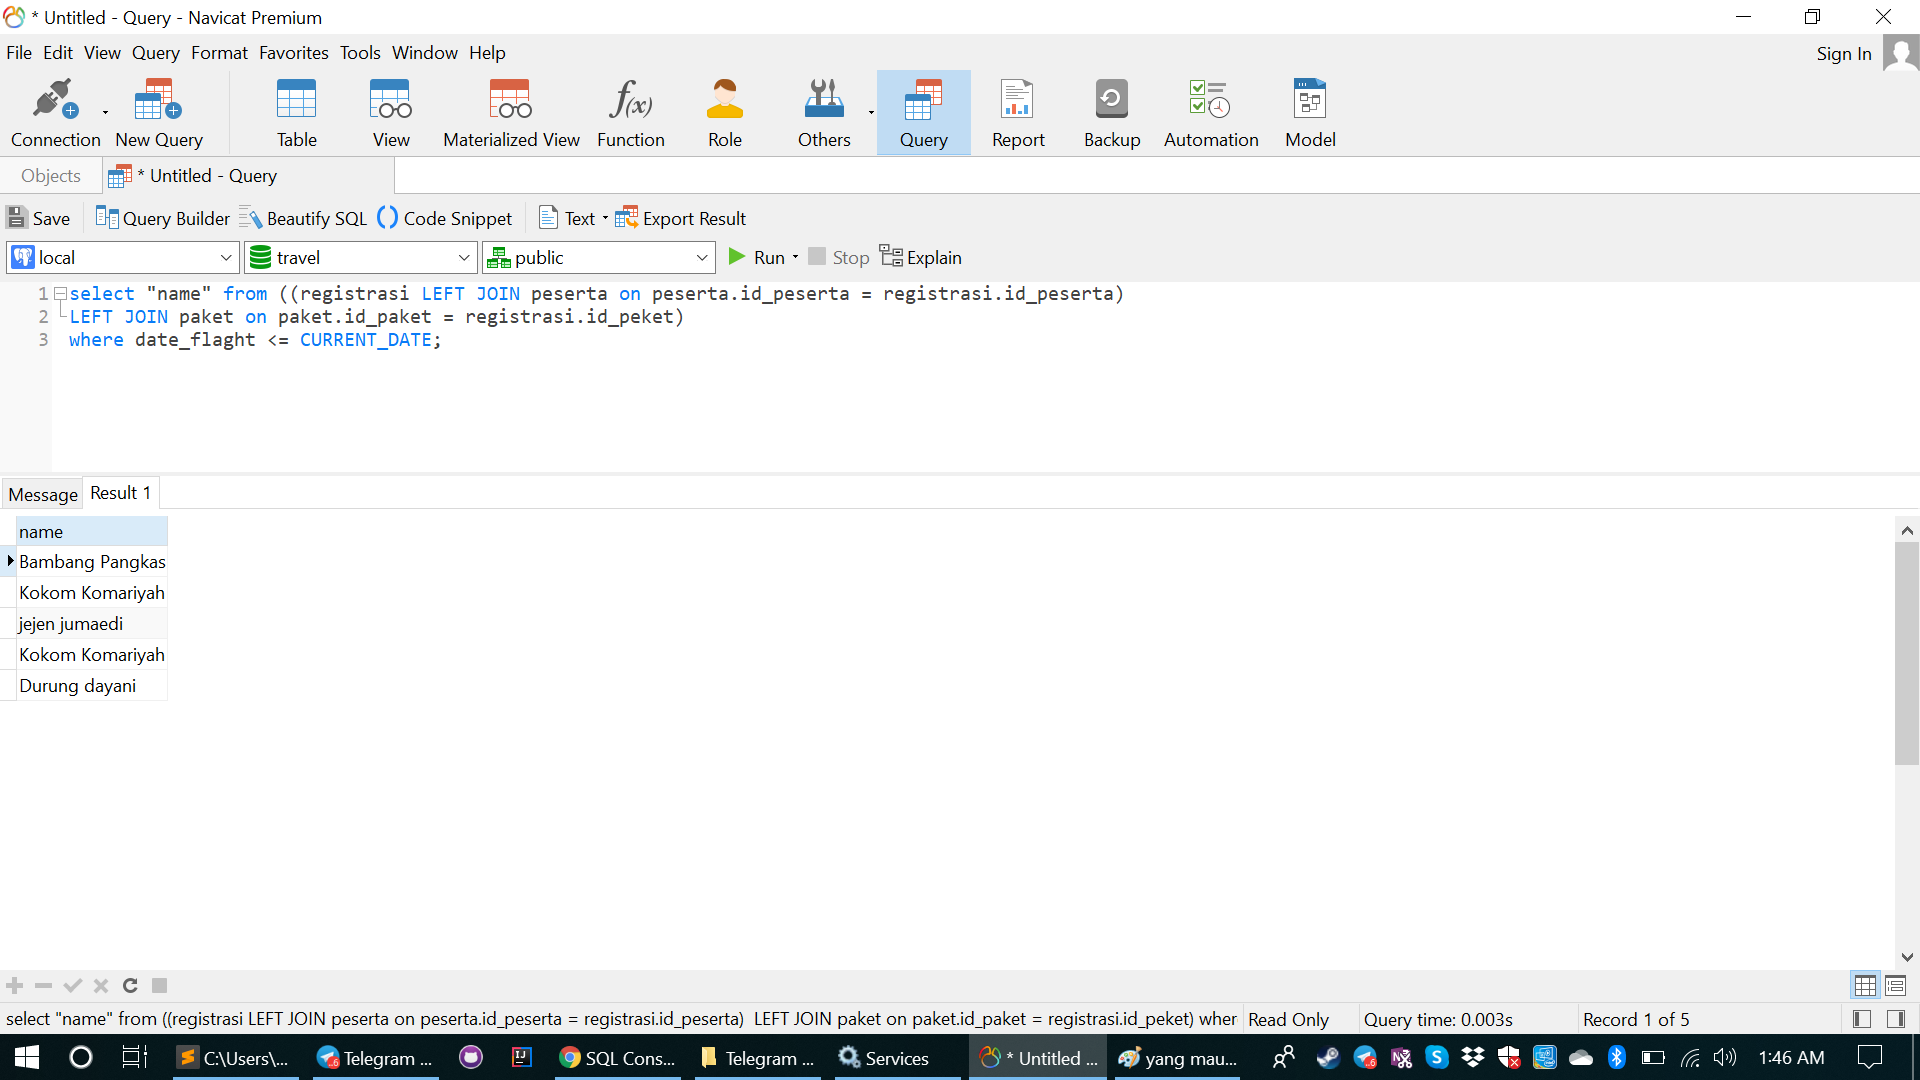 * Untitled - Query - Navicat Premium
File Edit View Query Format Favorites Tools Window Help
Sign In
Connection New Query Table View Materialized View Function Role Others Query Report Backup Automation Model
Objects * Untitled - Query
Save Query Builder Beautify SQL Code Snippet Text Export Result
local travel public Run Stop Explain
1 select "name" from ((registrasi LEFT JOIN peserta on peserta.id_peserta = registrasi.id_peserta)
2 LEFT JOIN paket on paket.id_paket = registrasi.id_peket)
3 where date_flaght <= CURRENT_DATE;
Message Result 1
name
Bambang Pangkas
Kokom Komariyah
jejen jumaedi
Kokom Komariyah
Durung dayani
select "name" from ((registrasi LEFT JOIN peserta on peserta.id_peserta = registrasi.id_peserta) LEFT JOIN paket on paket.id_paket = registrasi.id_peket) wher Read Only Query time: 0.003s Record 1 of 5
C:\Users\... Telegram ... SQL Cons... Telegram ... Services * Untitled ... yang mau... 1:46 AM